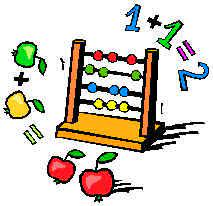 1+1=2
+
=